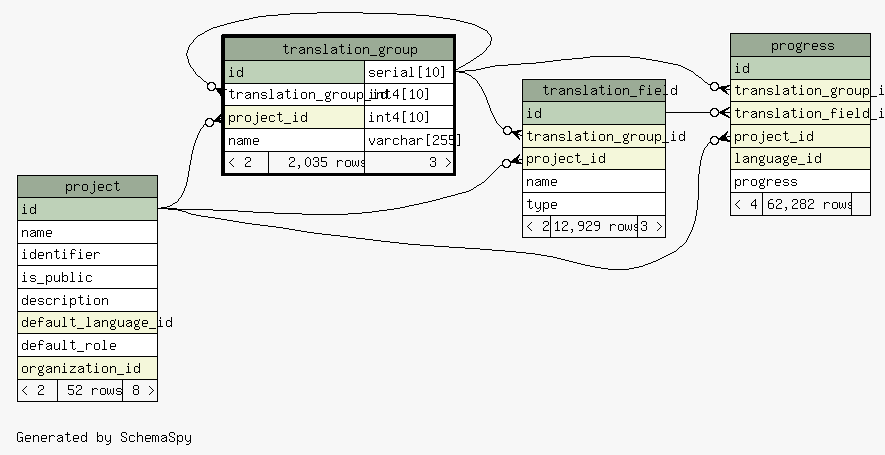 translation_group
id serial[10]
translation_group_id int4[10]
project_id int4[10]
name varchar[255]
< 2 2,035 rows 3 >
progress
id
translation_group_i
translation_field_i
project_id
language_id
progress
< 4 62,282 rows
translation_field
id
translation_group_id
project_id
name
type
< 2 12,929 rows 3 >
project
id
name
identifier
is_public
description
default_language_id
default_role
organization_id
< 2 52 rows 8 >
Generated by SchemaSpy